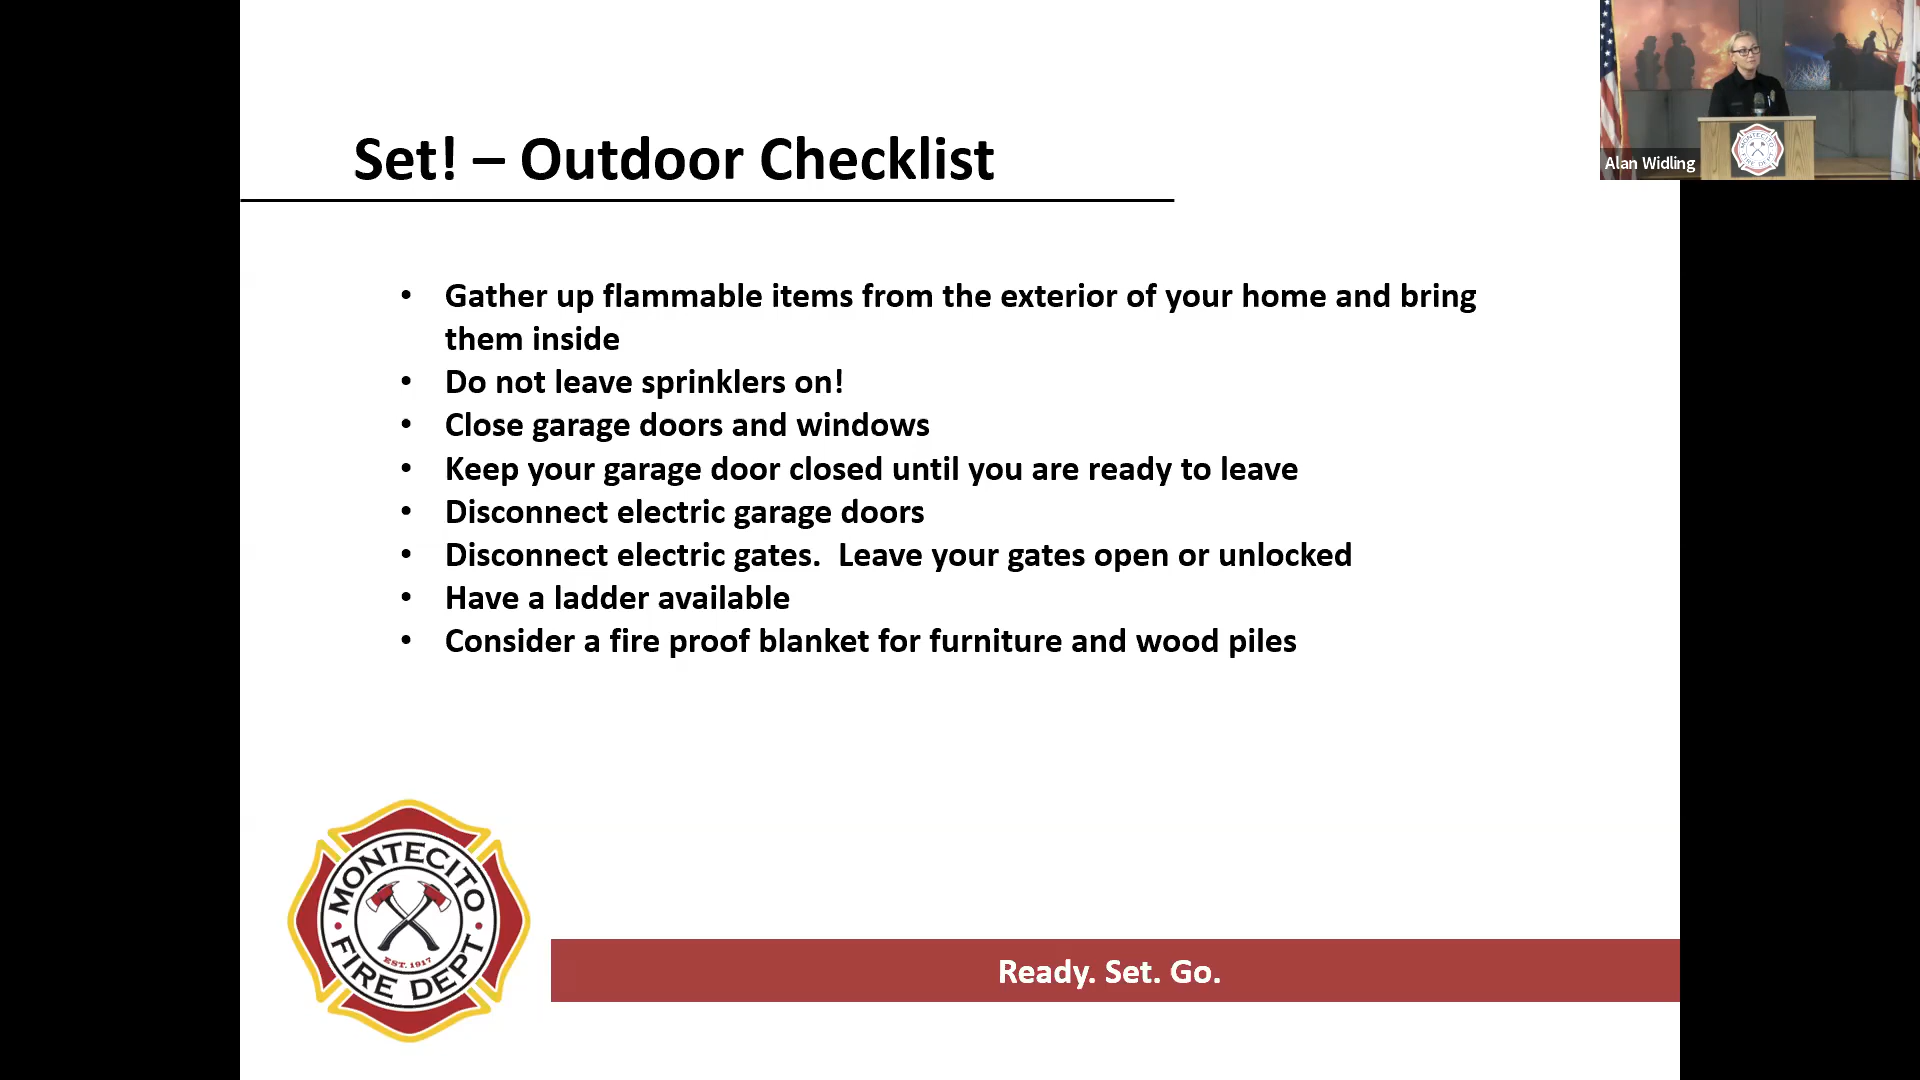 Set! – Outdoor Checklist
• Gather up flammable items from the exterior of your home and bring
them inside
• Do not leave sprinklers on!
• Close garage doors and windows
• Keep your garage door closed until you are ready to leave
• Disconnect electric garage doors
• Disconnect electric gates.  Leave your gates open or unlocked
• Have a ladder available
• Consider a fire proof blanket for furniture and wood piles
MONTECITO
EST. 1917
FIRE DEPT
Ready. Set. Go.
Alan Widling
MONTECITO
FIRE DEPT